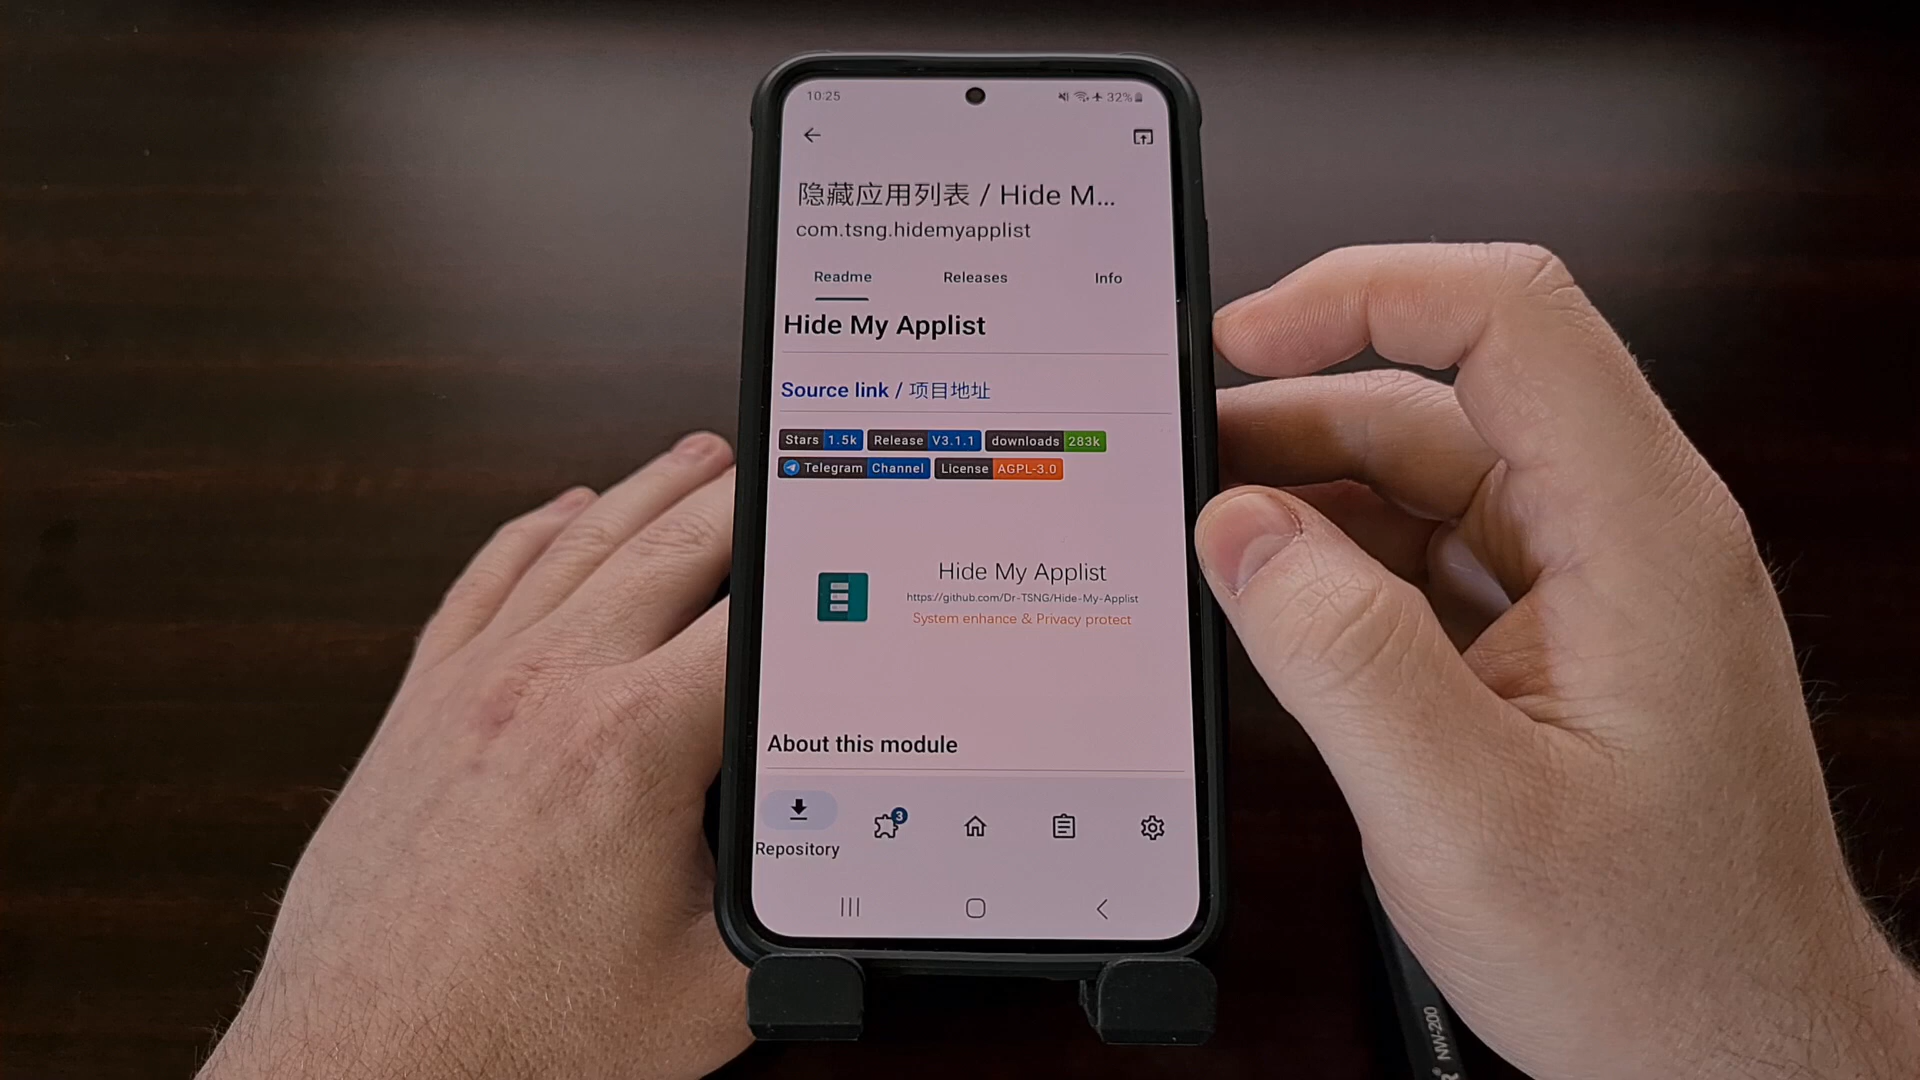 10:25
32%
隐藏应用列表 / Hide M...
com.tsng.hidemyapplist
Readme
Releases
Info
Hide My Applist
Source link / 项目地址
Stars 1.5k Release V3.1.1 downloads 283k
Telegram Channel License AGPL-3.0
Hide My Applist
https://github.com/Dr-TSNG/Hide-My-Applist
System enhance & Privacy protect
About this module
3
Repository
NW-200